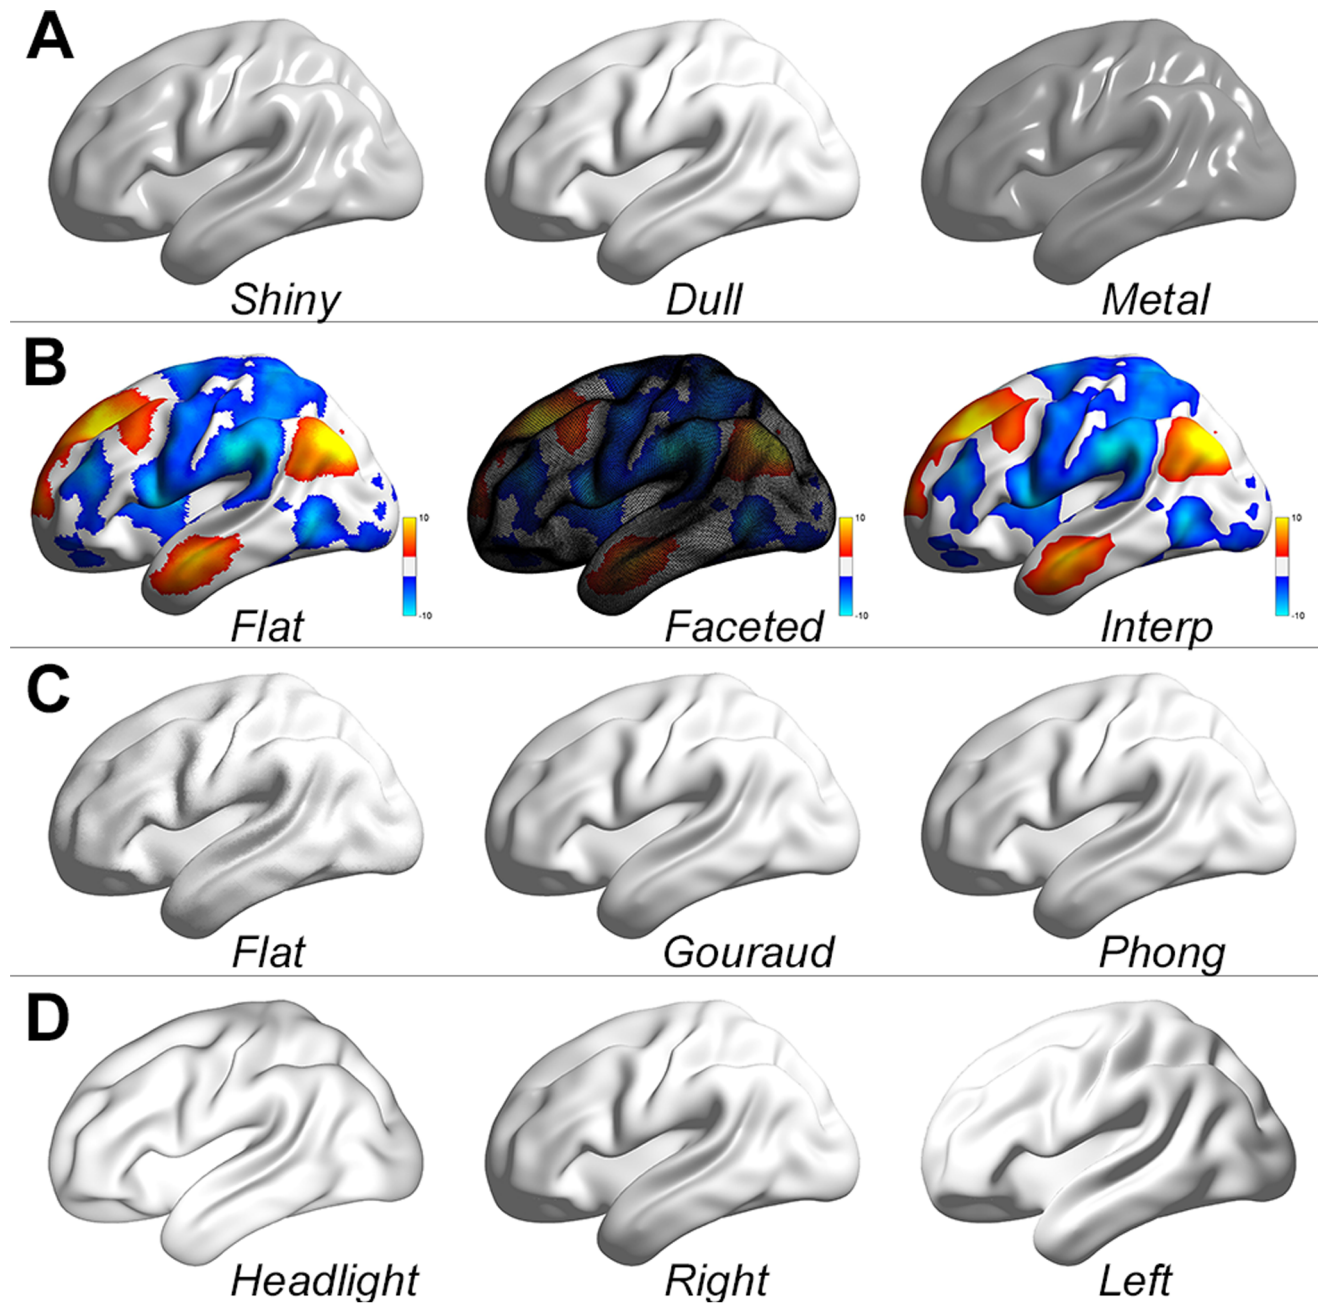 A
Shiny Dull Metal
B
10 10 10
-10 -10 -10
Flat Faceted Interp
C
Flat Gouraud Phong
D
Headlight Right Left